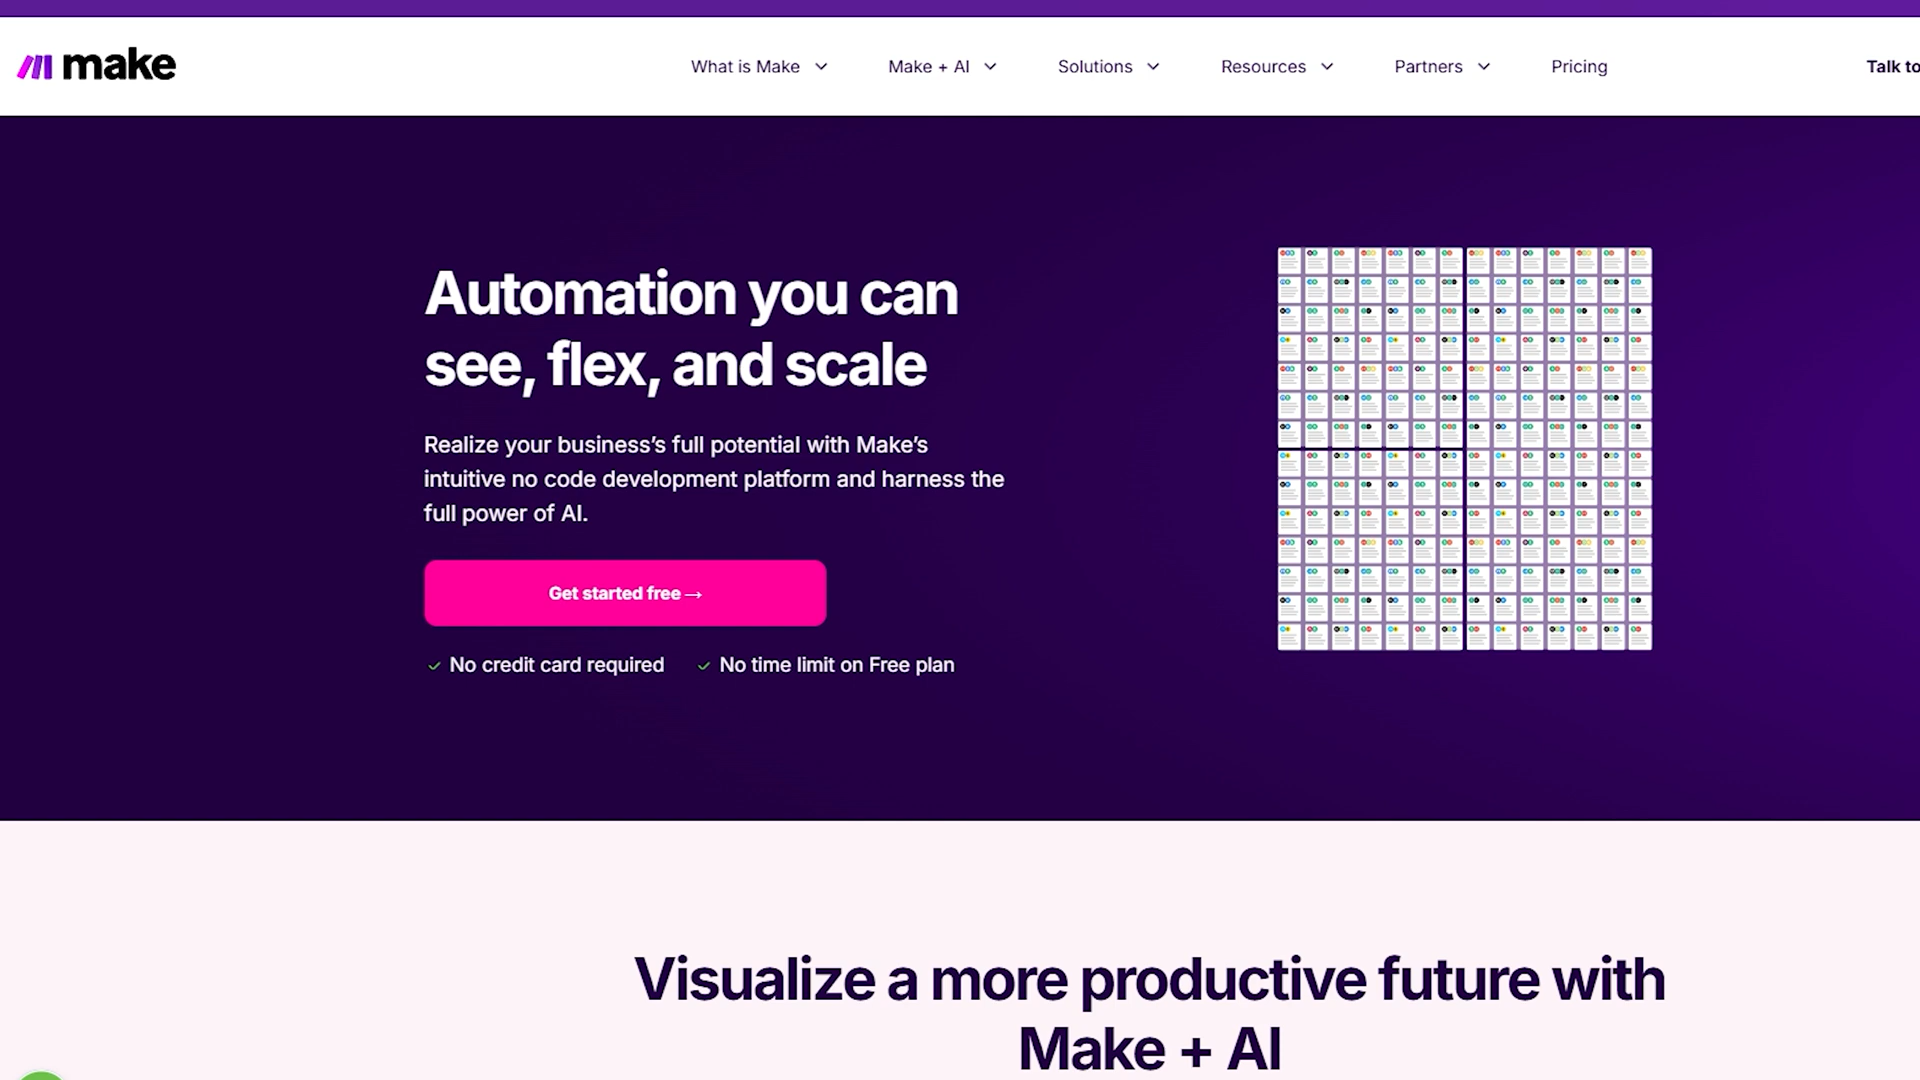 make
What is Make
Make + AI
Solutions
Resources
Partners
Pricing
Talk to
Automation you can
see, flex, and scale
Realize your business’s full potential with Make’s
intuitive no code development platform and harness the
full power of AI.
Get started free →
No credit card required
No time limit on Free plan
Visualize a more productive future with
Make + AI